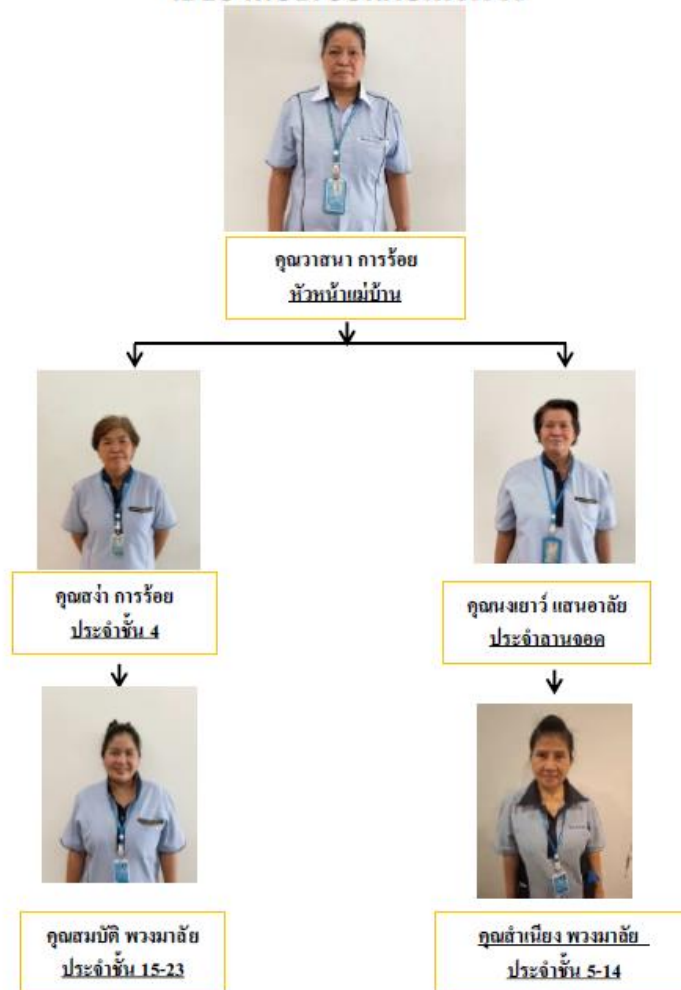 คุณวาสนา การร้อย
หัวหน้าแม่บ้าน
คุณสง่า การร้อย
ประจำชั้น 4
คุณนงเยาว์ แสนอาลัย
ประจำลานจอด
คุณสมบัติ พวงมาลัย
ประจำชั้น 15-23
คุณสำเนียง พวงมาลัย
ประจำชั้น 5-14